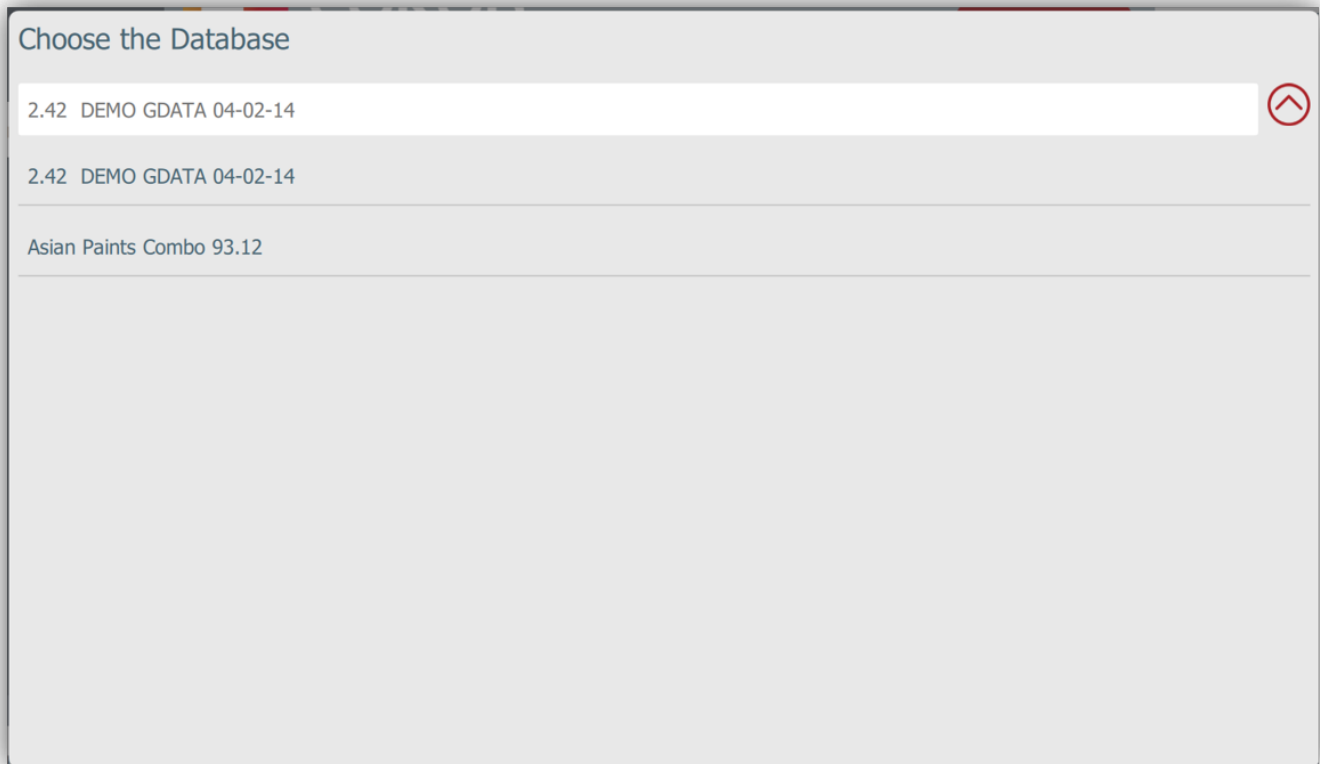 Choose the Database
2.42  DEMO GDATA 04-02-14
2.42  DEMO GDATA 04-02-14
Asian Paints Combo 93.12